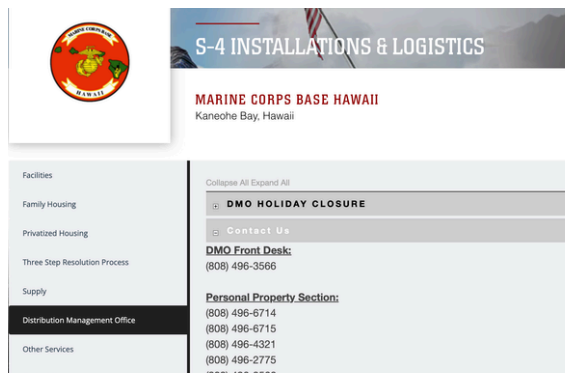 MARINE CORPS BASE
HAWAII
S-4 INSTALLATIONS & LOGISTICS
MARINE CORPS BASE HAWAII
Kaneohe Bay, Hawaii
Facilities
Family Housing
Privatized Housing
Three Step Resolution Process
Supply
Distribution Management Office
Other Services
Collapse All Expand All
DMO HOLIDAY CLOSURE
Contact Us
DMO Front Desk:
(808) 496-3566
Personal Property Section:
(808) 496-6714
(808) 496-6715
(808) 496-4321
(808) 496-2775